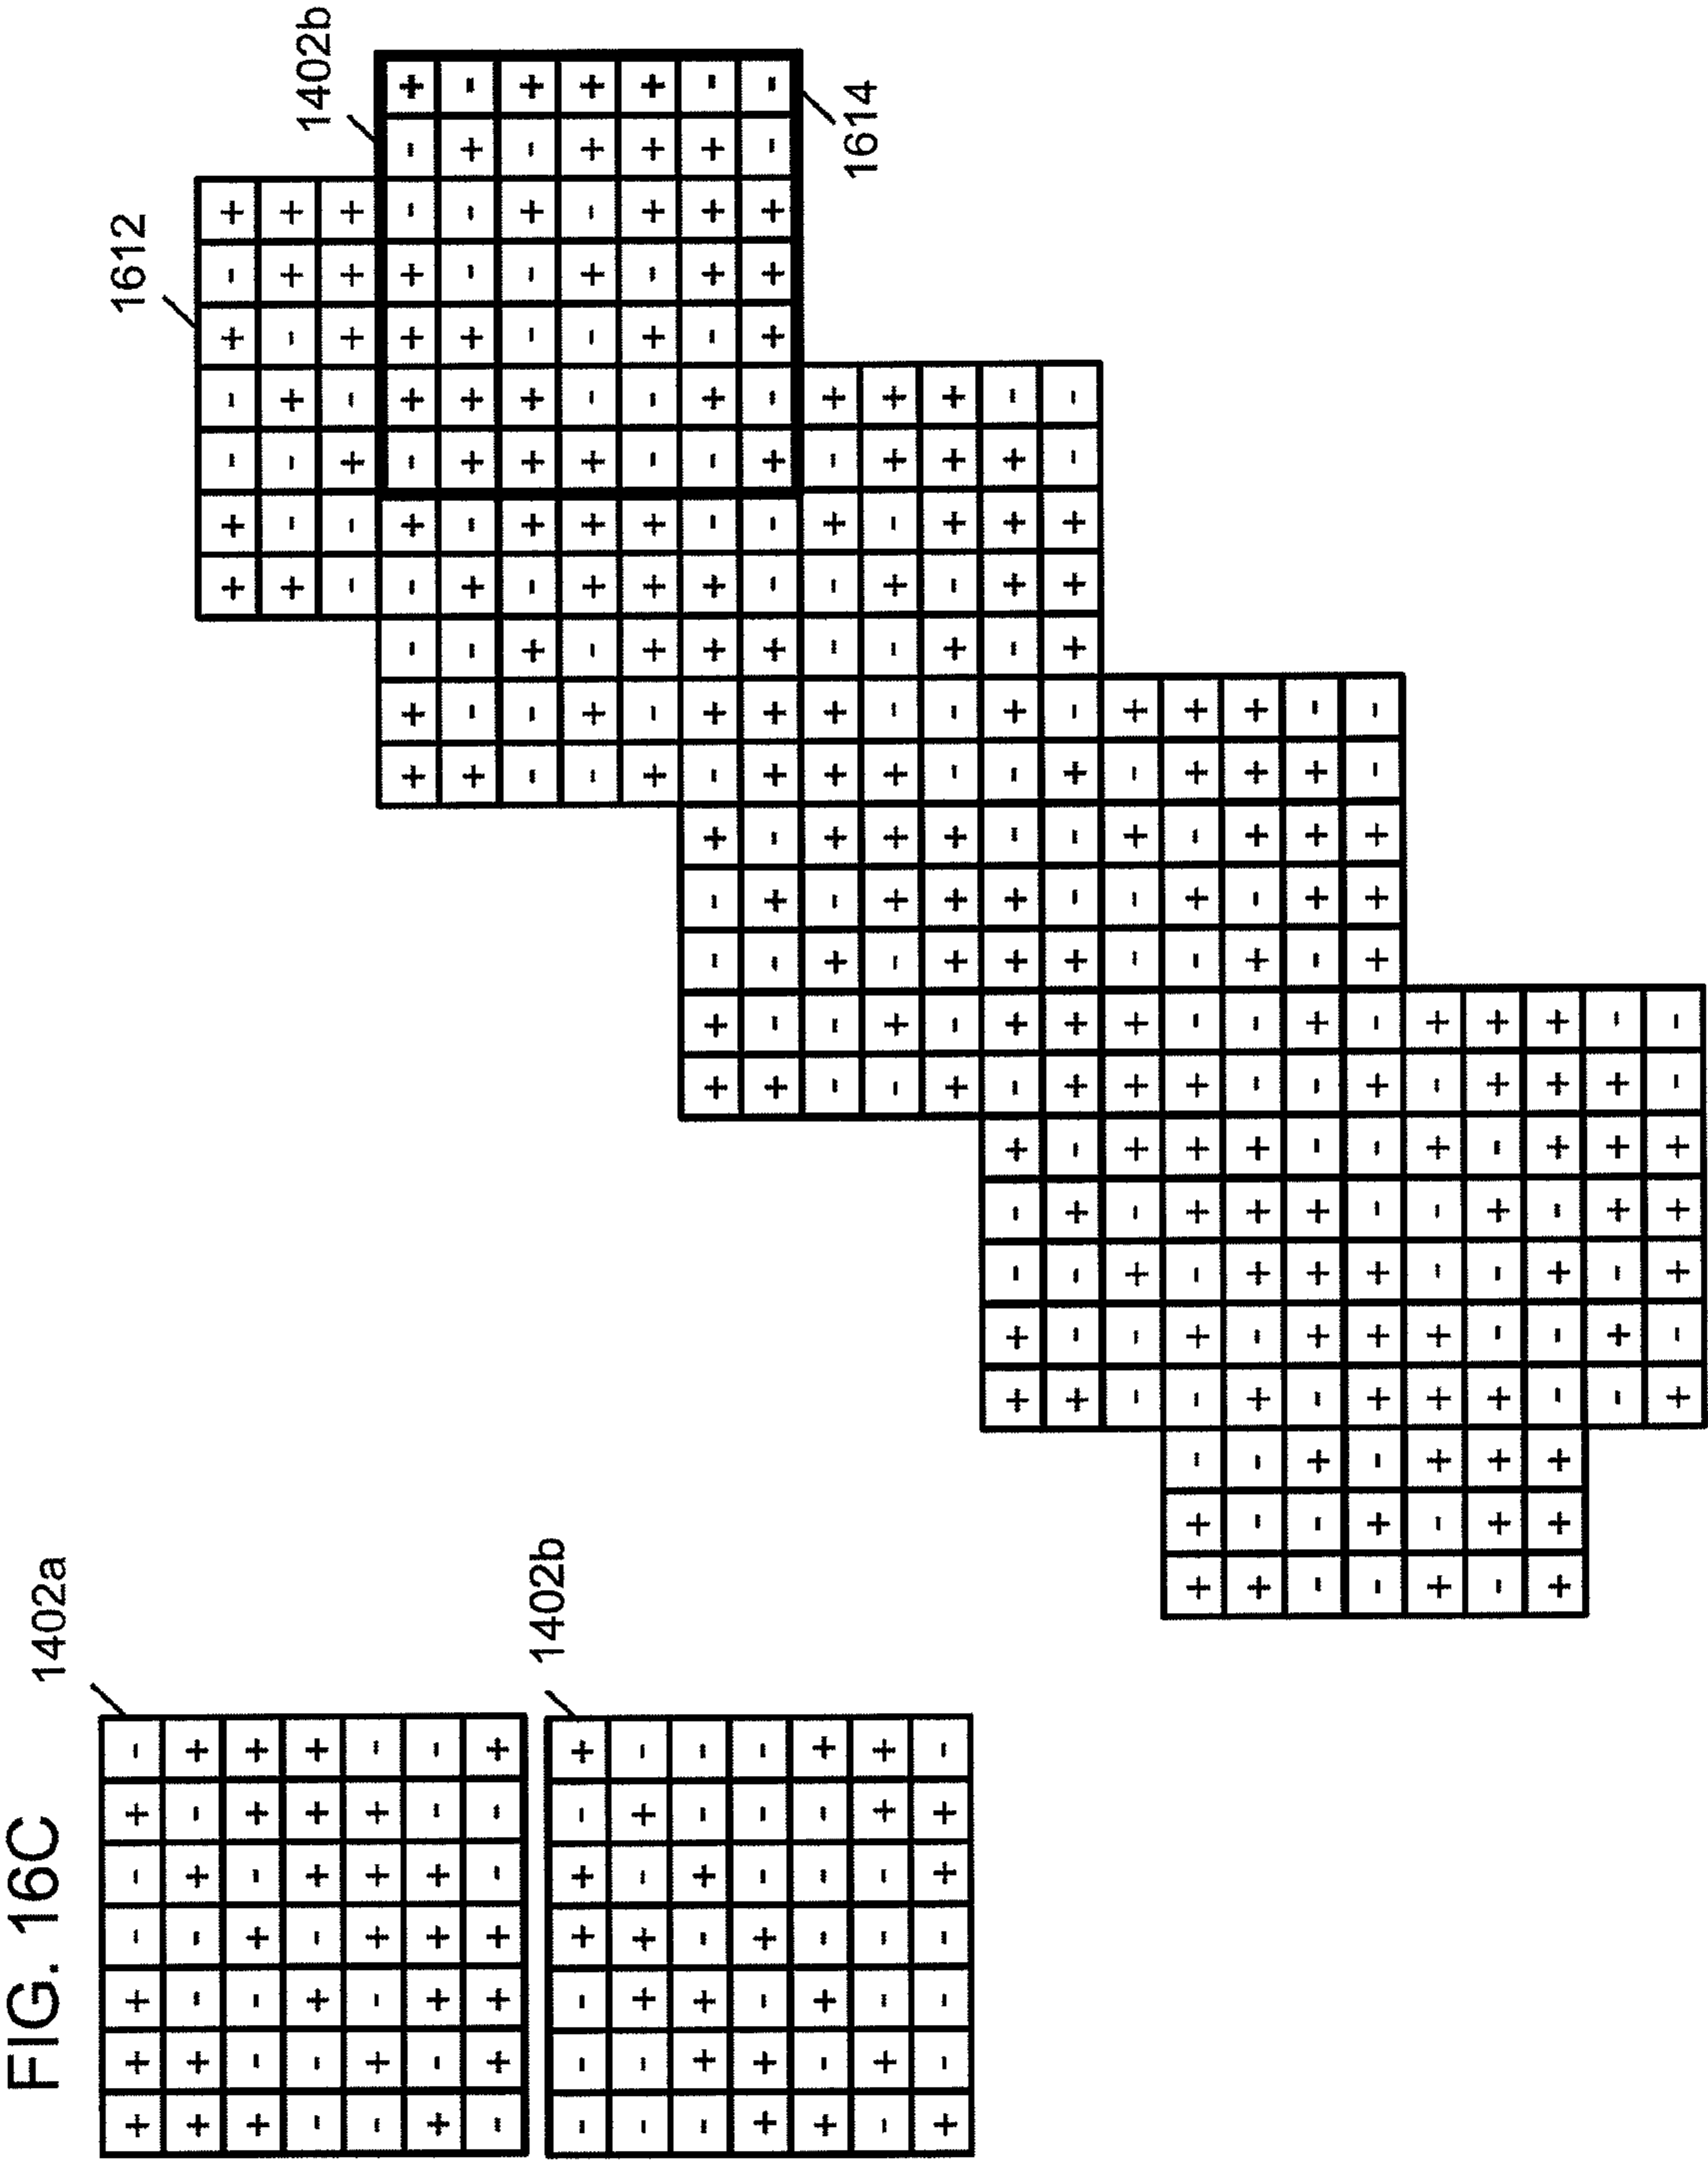 FIG. 16C
1402a
+ + + - - + -
+ + - - + - +
+ - - + - + +
- - + - + + +
- + - + + + -
+ - + + + - -
- + + + - - +
1402b
- - - + + - +
- - + + - + -
- + + - + - -
+ + - + - - -
+ - + - - - +
- + - - - + +
+ - - - + + -
1612
1402b
+ + - - + - +
+ - - + - + +
- - + - + + +
+ + - - + - + + + - - +
+ - - + - + + + - - + -
- - + - + + + - - + - +
- + - + + + - - + - + +
+ - + + + - - + - + + +
+ + - - + - + + + - - + - + + + -
+ - - + - + + + - - + - + + + - -
1614
- - + - + + + - - + - +
- + - + + + - - + - + +
+ - + + + - - + - + + +
+ + - - + - + + + - - + - + + + -
+ - - + - + + + - - + - + + + - -
- - + - + + + - - + - +
+ + - - + - + + + - - + - + +
+ - - + - + + + - - + - + + +
- - + - + + + - - + - + + + -
- + - + + + - - + - + + + - -
+ - + + + - - + - +
- + + + - - + - + +
+ + + - - + - + + +
- + - + + + -
+ - + + + - -